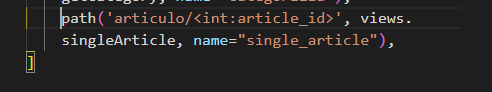 path('articulo/<int:article_id>', views.
singleArticle, name="single_article"),
]